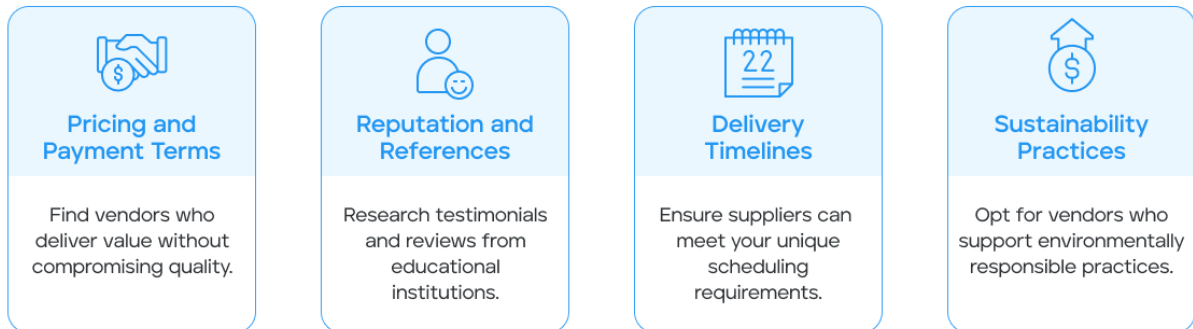 $
Pricing and
Payment Terms
Find vendors who
deliver value without
compromising quality.
Reputation and
References
Research testimonials
and reviews from
educational
institutions.
22
Delivery
Timelines
Ensure suppliers can
meet your unique
scheduling
requirements.
$
Sustainability
Practices
Opt for vendors who
support environmentally
responsible practices.